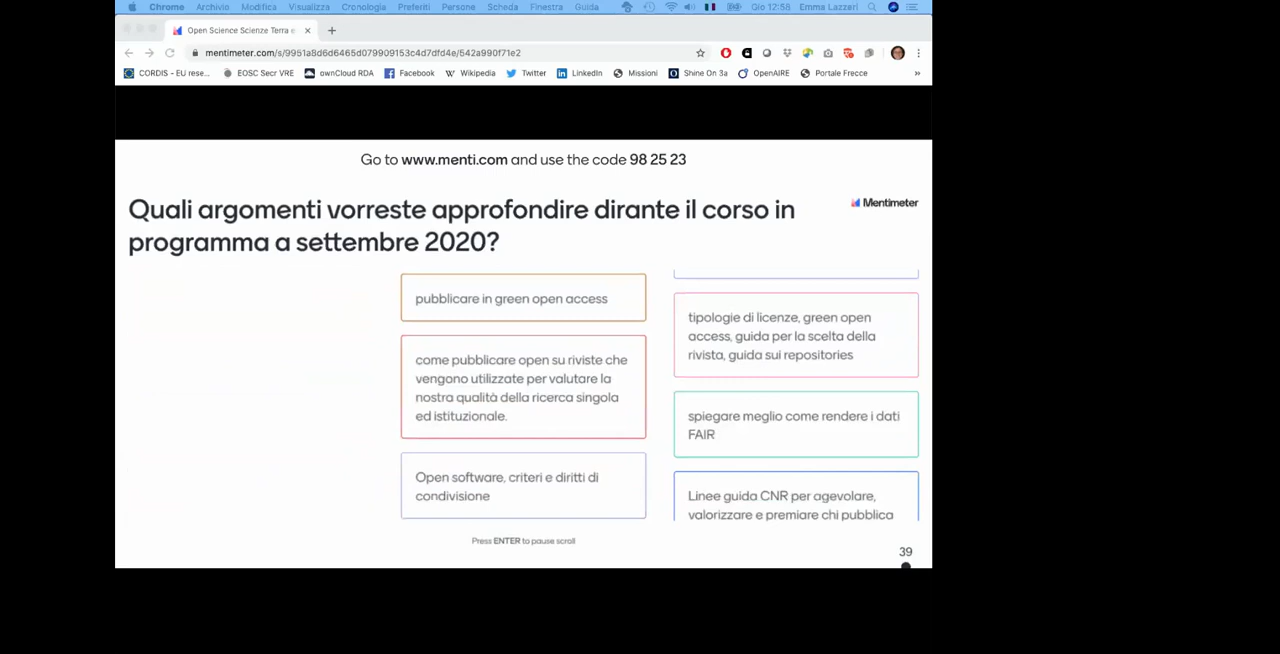 Chrome Archivio Modifica Visualizza Cronologia Preferiti Persone Scheda Finestra Guida Gio 12:58 Emma Lazzeri
Open Science Scienze Terra e
mentimeter.com/s/9951a8d6d6465d079909153c4d7dfd4e/542a990f71e2
CORDIS - EU rese... EOSC Secr VRE ownCloud RDA Facebook Wikipedia Twitter LinkedIn Missioni Shine On 3a OpenAIRE Portale Frecce »
Go to www.menti.com and use the code 98 25 23
Quali argomenti vorreste approfondire dirante il corso in
programma a settembre 2020?
Mentimeter
pubblicare in green open access
come pubblicare open su riviste che
vengono utilizzate per valutare la
nostra qualità della ricerca singola
ed istituzionale.
Open software, criteri e diritti di
condivisione
tipologie di licenze, green open
access, guida per la scelta della
rivista, guida sui repositories
spiegare meglio come rendere i dati
FAIR
Linee guida CNR per agevolare,
valorizzare e premiare chi pubblica
Press ENTER to pause scroll
39